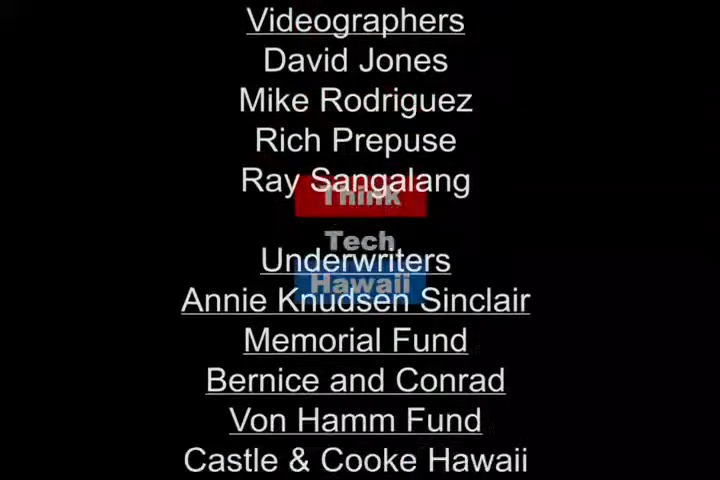 Videographers
David Jones
Mike Rodriguez
Rich Prepuse
Ray Sangalang
Think
Tech
Hawaii
Underwriters
Annie Knudsen Sinclair
Memorial Fund
Bernice and Conrad
Von Hamm Fund
Castle & Cooke Hawaii